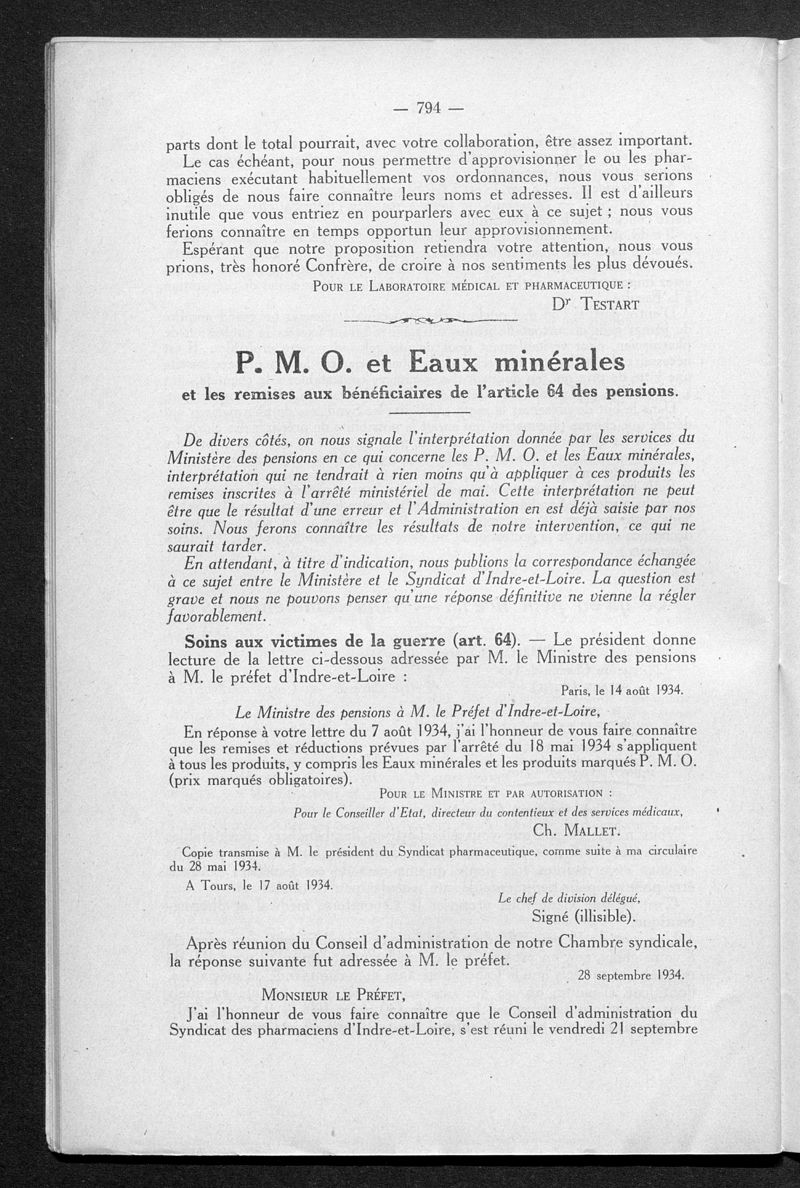 — 794 —
parts dont le total pourrait, avec votre collaboration, être assez important.
Le cas échéant, pour nous permettre d'approvisionner le ou les phar-
maciens exécutant habituellement vos ordonnances, nous vous serions
obligés de nous faire connaître leurs noms et adresses. Il est d'ailleurs
inutile que vous entriez en pourparlers avec eux à ce sujet ; nous vous
ferions connaître en temps opportun leur approvisionnement.
Espérant que notre proposition retiendra votre attention, nous vous
prions, très honoré Confrère, de croire à nos sentiments les plus dévoués.
POUR LE LABORATOIRE MÉDICAL ET PHARMACEUTIQUE :
Dr TESTART
P. M. O. et Eaux minérales
et les remises aux bénéficiaires de l'article 64 des pensions.
De divers côtés, on nous signale l'interprétation donnée par les services du
Ministère des pensions en ce qui concerne les P. M. O. et les Eaux minérales,
interprétation qui ne tendrait à rien moins qu'à appliquer à ces produits les
remises inscrites à l'arrêté ministériel de mai. Cette interprétation ne peut
être que le résultat d'une erreur et l'Administration en est déjà saisie par nos
soins. Nous ferons connaître les résultats de notre intervention, ce qui ne
saurait tarder.
En attendant, à titre d'indication, nous publions la correspondance échangée
à ce sujet entre le Ministère et le Syndicat d'Indre-et-Loire. La question est
grave et nous ne pouvons penser qu'une réponse définitive ne vienne la régler
favorablement.
Soins aux victimes de la guerre (art. 64). — Le président donne
lecture de la lettre ci-dessous adressée par M. le Ministre des pensions
à M. le préfet d'Indre-et-Loire :
Paris, le 14 août 1934.
Le Ministre des pensions à M. le Préfet d'Indre-et-Loire,
En réponse à votre lettre du 7 août 1934, j'ai l'honneur de vous faire connaître
que les remises et réductions prévues par l'arrêté du 18 mai 1934 s'appliquent
à tous les produits, y compris les Eaux minérales et les produits marqués P. M. O.
(prix marqués obligatoires).
POUR LE MINISTRE ET PAR AUTORISATION :
Pour le Conseiller d'Etat, directeur du contentieux et des services médicaux,
Ch. MALLET.
Copie transmise à M. le président du Syndicat pharmaceutique, comme suite à ma circulaire
du 28 mai 1934.
A Tours, le 17 août 1934.
Le chef de division délégué,
Signé (illisible).
Après réunion du Conseil d'administration de notre Chambre syndicale,
la réponse suivante fut adressée à M. le préfet.
28 septembre 1934.
MONSIEUR LE PRÉFET,
J'ai l'honneur de vous faire connaître que le Conseil d'administration du
Syndicat des pharmaciens d'Indre-et-Loire, s'est réuni le vendredi 21 septembre